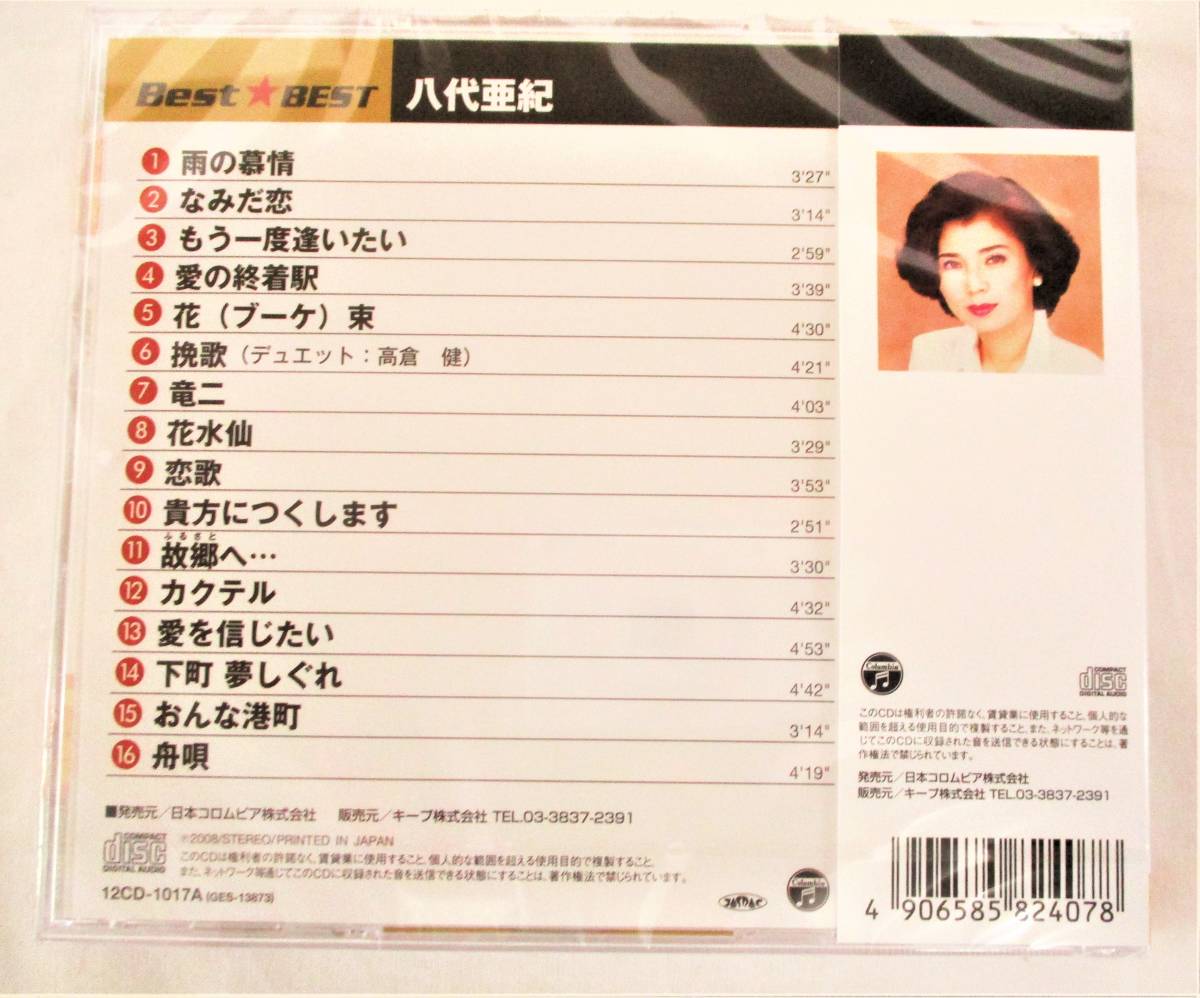 Best★BEST 八代亜紀
1 雨の慕情 3'27"
2 なみだ恋 3'14"
3 もう一度逢いたい 2'59"
4 愛の終着駅 3'39"
5 花（ブーケ）束 4'30"
6 挽歌（デュエット：高倉　健） 4'21"
7 竜二 4'03"
8 花水仙 3'29"
9 恋歌 3'53"
10 貴方につくします 2'51"
ふるさと
11 故郷へ… 3'30"
12 カクテル 4'32"
13 愛を信じたい 4'53"
14 下町 夢しぐれ 4'42"
15 おんな港町 3'14"
16 舟唄 4'19"
■発売元／日本コロムビア株式会社　販売元／キープ株式会社 TEL.03-3837-2391
COMPACT
disc
DIGITAL AUDIO
℗2008/STEREO/PRINTED IN JAPAN
このCDは権利者の許諾なく、賃貸業に使用すること、個人的な範囲を超える使用目的で複製すること、
また、ネットワーク等通じてこのCDに収録された音を送信できる状態にすることは、著作権法で禁じられています。
12CD-1017A (GES-13873)
JASRAC
Columbia
Columbia
COMPACT
disc
DIGITAL AUDIO
このCDは権利者の許諾なく、賃貸業に使用すること、個人的な
範囲を超える使用目的で複製すること、また、ネットワーク等を通
じてこのCDに収録された音を送信できる状態にすることは、著
作権法で禁じられています。
発売元／日本コロムビア株式会社
販売元／キープ株式会社 TEL.03-3837-2391
4 906585 824078